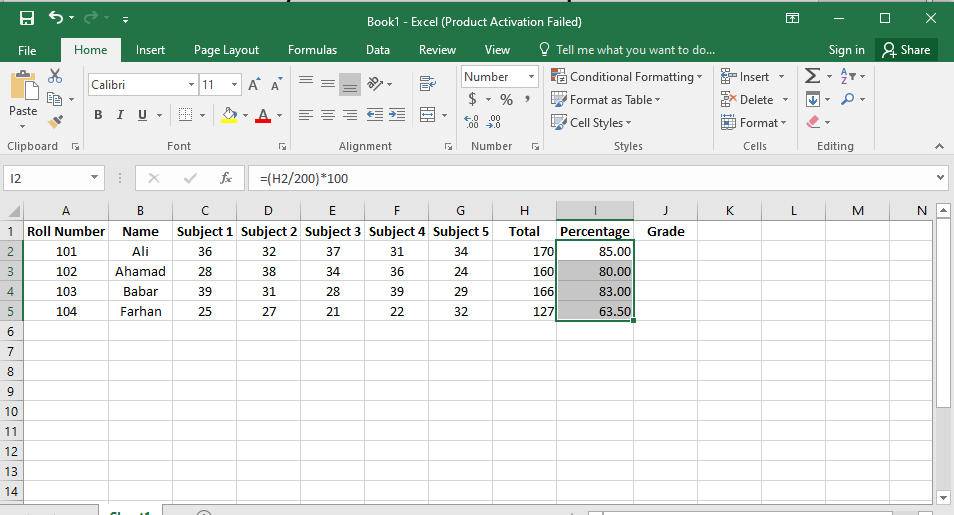 Book1 - Excel (Product Activation Failed)
File Home Insert Page Layout Formulas Data Review View Tell me what you want to do... Sign in Share
Calibri 11 Number Conditional Formatting Insert Σ
Paste $ % , Format as Table Delete
B I U A Cell Styles Format
Clipboard Font Alignment Number Styles Cells Editing
I2 fx =(H2/200)*100
A B C D E F G H I J K L M N
1 Roll Number Name Subject 1 Subject 2 Subject 3 Subject 4 Subject 5 Total Percentage Grade
2 101 Ali 36 32 37 31 34 170 85.00
3 102 Ahamad 28 38 34 36 24 160 80.00
4 103 Babar 39 31 28 39 29 166 83.00
5 104 Farhan 25 27 21 22 32 127 63.50
6
7
8
9
10
11
12
13
14
Sheet1